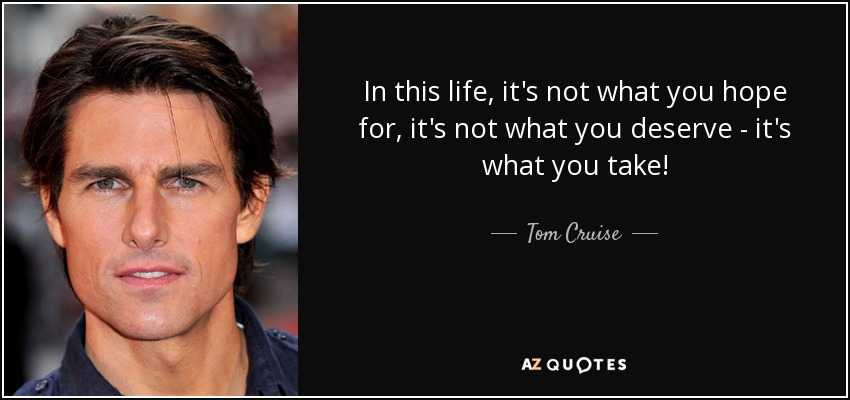 In this life, it's not what you hope
for, it's not what you deserve - it's
what you take!
Tom Cruise
AZ QUOTES